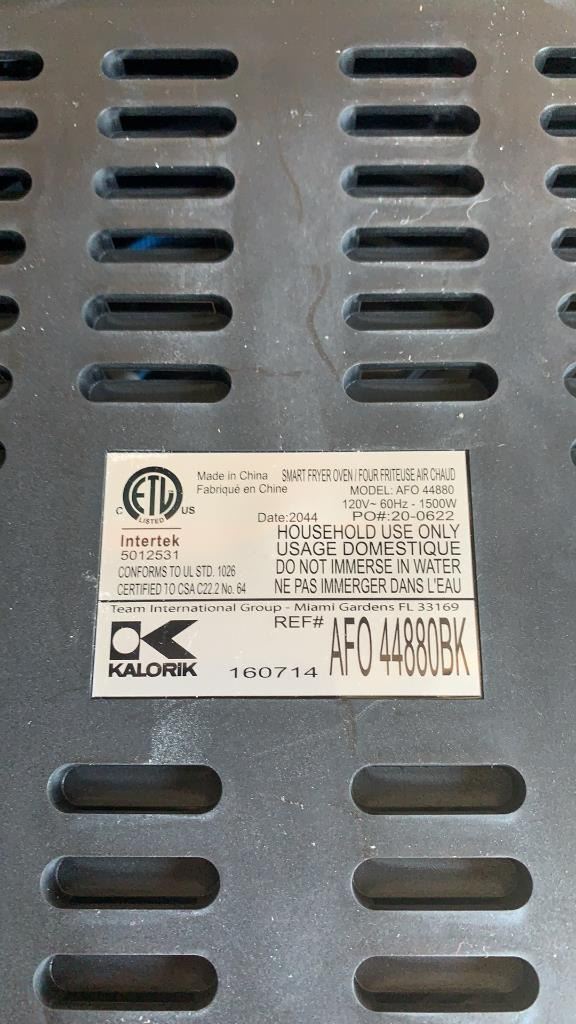 Made in China
Fabriqué en Chine
SMART FRYER OVEN / FOUR FRITEUSE AIR CHAUD
MODEL: AFO 44880
120V~ 60Hz - 1500W
Date:2044 PO#:20-0622
C ETL US
LISTED
Intertek
5012531
CONFORMS TO UL STD. 1026
CERTIFIED TO CSA C22.2 No. 64
HOUSEHOLD USE ONLY
USAGE DOMESTIQUE
DO NOT IMMERSE IN WATER
NE PAS IMMERGER DANS L'EAU
Team International Group - Miami Gardens FL 33169
KALORIK
160714
REF#
AFO 44880BK